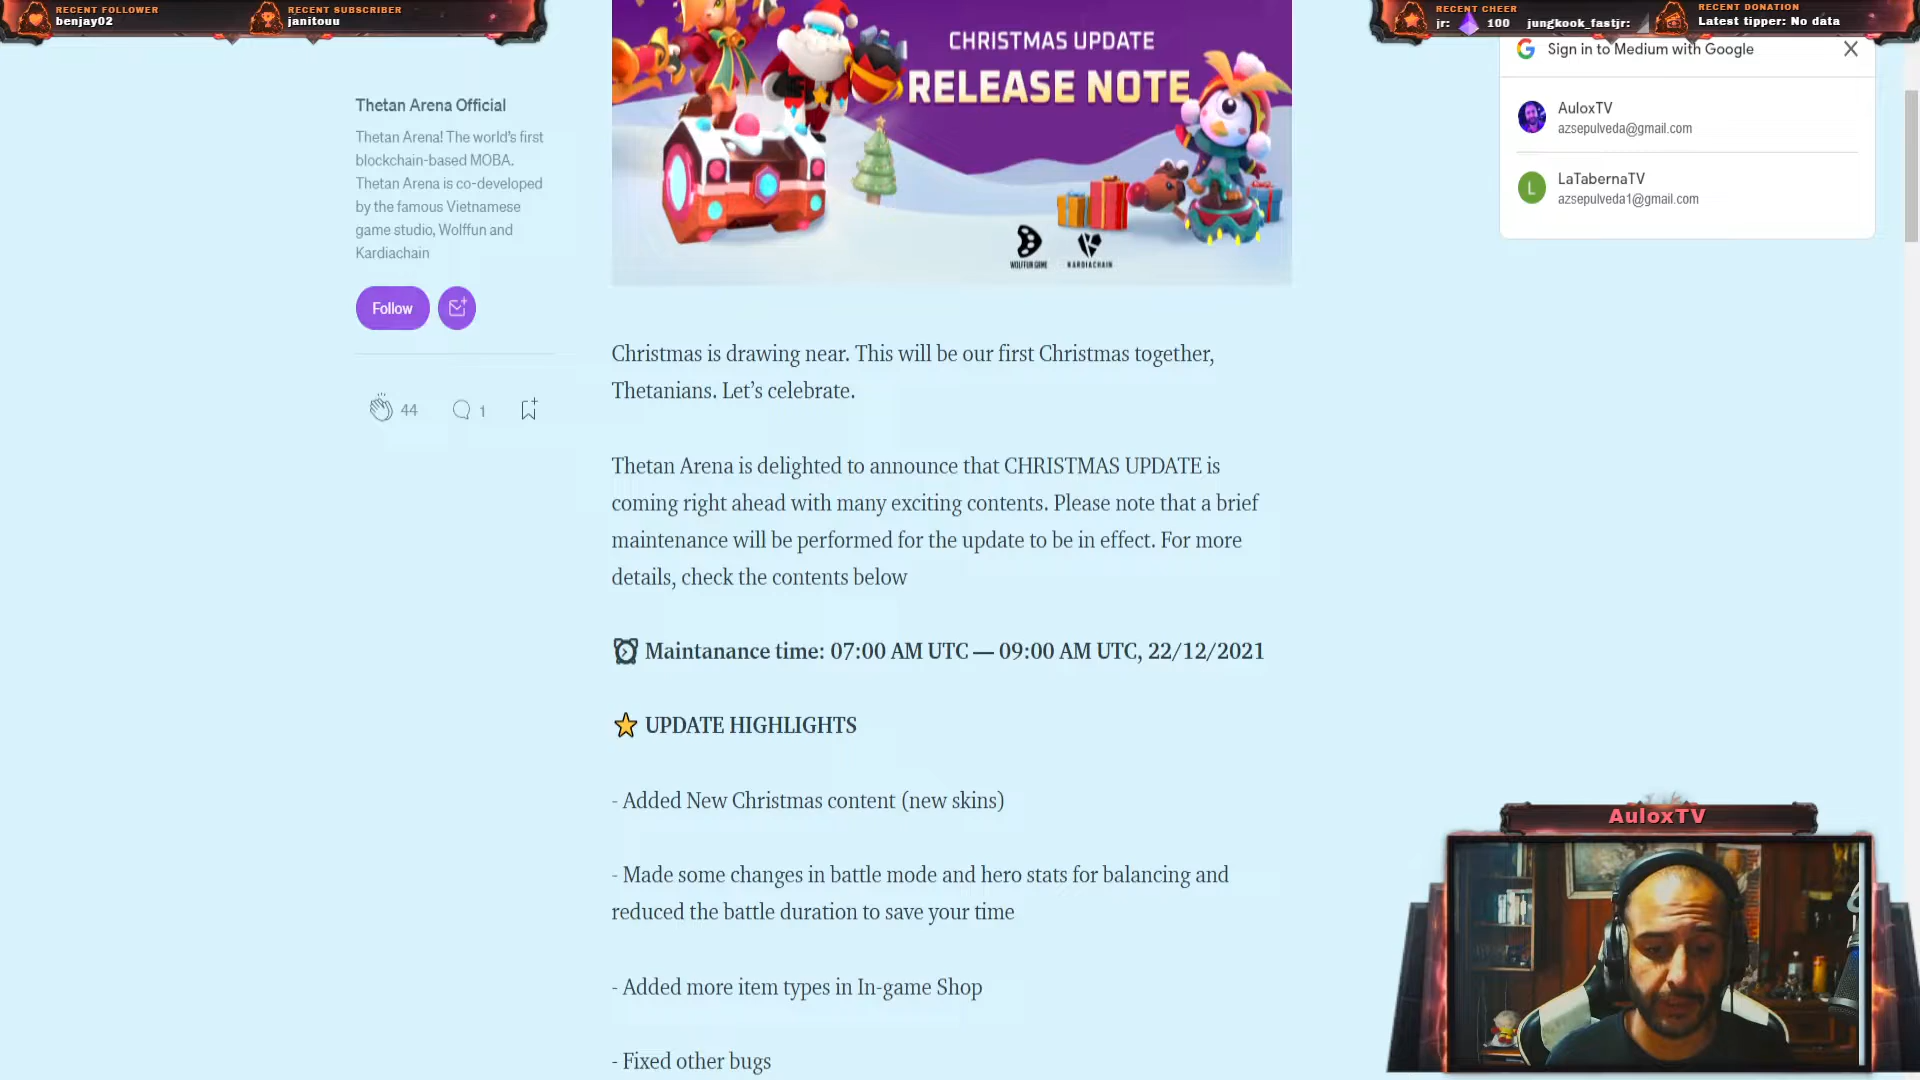 RECENT FOLLOWER
benjay02
RECENT SUBSCRIBER
janitouu
RECENT CHEER
jr: 100 jungkook_fastjr:
RECENT DONATION
Latest tipper: No data
CHRISTMAS UPDATE
RELEASE NOTE
WOLFFUN GAME
KARDIACHAIN
Sign in to Medium with Google
AuloxTV
azsepulveda@gmail.com
L
LaTabernaTV
azsepulveda1@gmail.com
Thetan Arena Official
Thetan Arena! The world's first
blockchain-based MOBA.
Thetan Arena is co-developed
by the famous Vietnamese
game studio, Wolffun and
Kardiachain
Follow
44
1
Christmas is drawing near. This will be our first Christmas together,
Thetanians. Let’s celebrate.
Thetan Arena is delighted to announce that CHRISTMAS UPDATE is
coming right ahead with many exciting contents. Please note that a brief
maintenance will be performed for the update to be in effect. For more
details, check the contents below
Maintanance time: 07:00 AM UTC — 09:00 AM UTC, 22/12/2021
UPDATE HIGHLIGHTS
- Added New Christmas content (new skins)
- Made some changes in battle mode and hero stats for balancing and
reduced the battle duration to save your time
- Added more item types in In-game Shop
- Fixed other bugs
AuloxTV